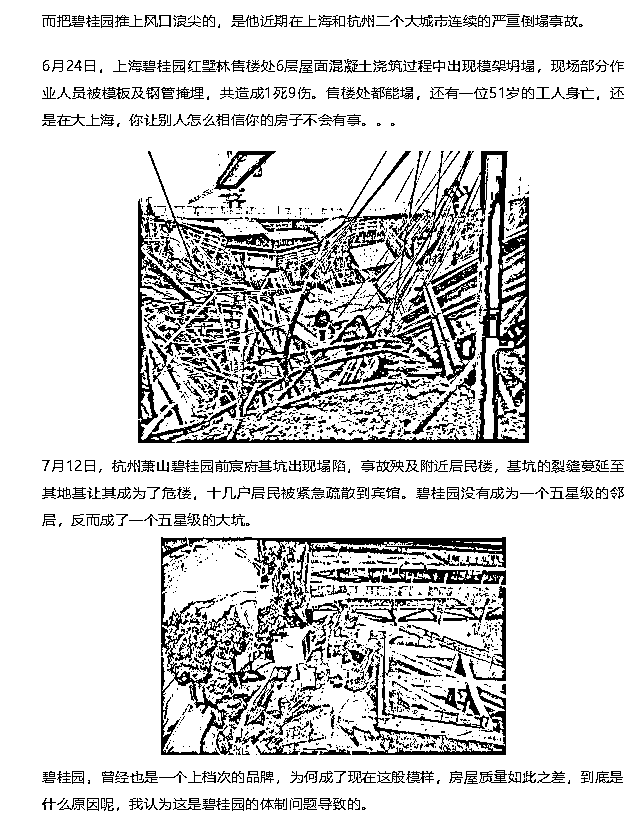 而把碧桂园推上风口浪尖的，是他近期在上海和杭州二个大城市连续的严重倒塌事故。
6月24日，上海碧桂园红墅林售楼处6层屋面混凝土浇筑过程中出现模架坍塌，现场部分作
业人员被模板及钢管掩埋，共造成1死9伤。售楼处都能塌，还有一位51岁的工人身亡，还
是在大上海，你让别人怎么相信你的房子不会有事。。。
7月12日，杭州萧山碧桂园前宸府基坑出现塌陷，事故殃及附近居民楼，基坑的裂缝蔓延至
其地基让其成为了危楼，十几户居民被紧急疏散到宾馆。碧桂园没有成为一个五星级的邻
居，反而成了一个五星级的大坑。
碧桂园，曾经也是一个上档次的品牌，为何成了现在这般模样，房屋质量如此之差，到底是
什么原因呢，我认为这是碧桂园的体制问题导致的。